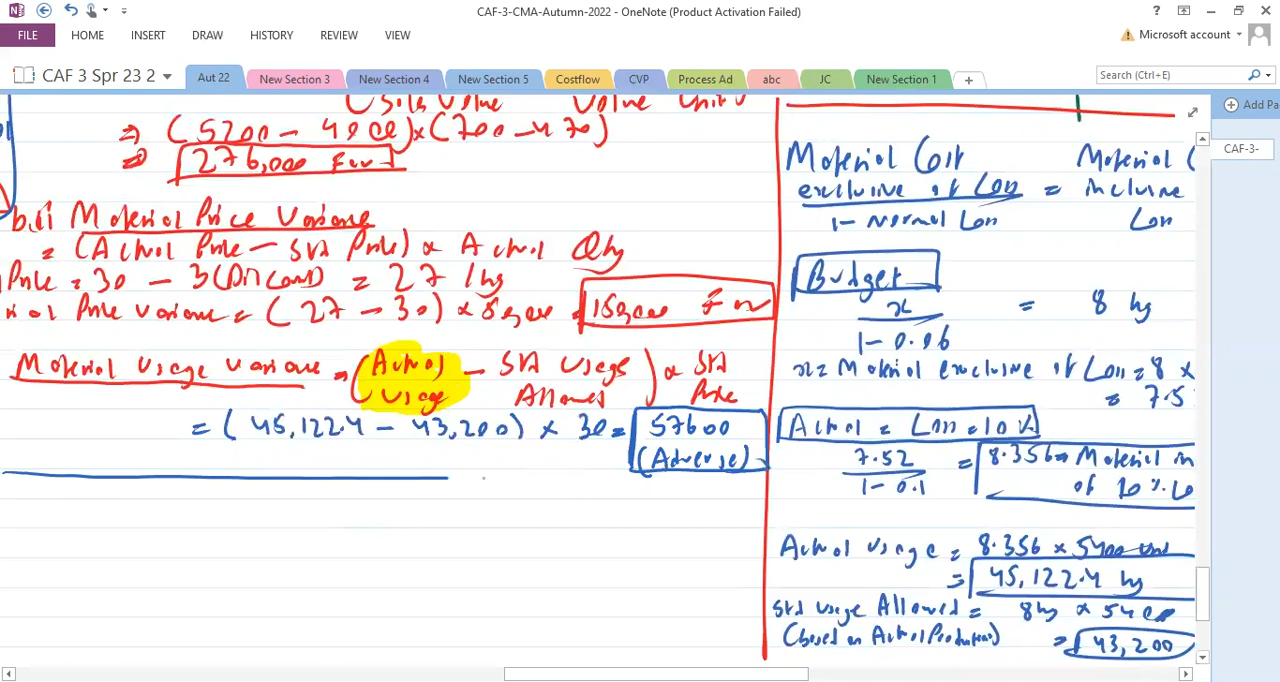 CAF-3-CMA-Autumn-2022 - OneNote (Product Activation Failed)
FILE HOME INSERT DRAW HISTORY REVIEW VIEW
Microsoft account
CAF 3 Spr 23 2
Aut 22 New Section 3 New Section 4 New Section 5 Costflow CVP Process Ad abc JC New Section 1
Search (Ctrl+E)
Add Pa
CAF-3-
Value Value
⇒ (5200 - 4800) × (700 - 470)
⇒ 276,000 Fav
b.ii Material Price Variance
= (Actual Price - Std Price) × Actual Qty
Price = 30 - 3(Discount) = 27 /kg
Price Variance = (27 - 30) ×
Fav
Material Usage Variance = (Actual Usage - Std Usage Allowed) × Std Price
= (45,122.4 - 43,200) × 30 = 57600
(Adverse)
Material Cost
exclusive of Loss
1 - Normal Loss
= Material
inclusive
Loss
Budget
x
1 - 0.06
= 8 kg
x = Material exclusive of Loss = 8 ×
= 7.5
Actual = Loss = 10%
7.52
1 - 0.1
= 8.356 = Material in
of 10% Lo
Actual Usage = 8.356 × 5400
= 45,122.4 kg
Std Usage Allowed = 8kg × 5400
(based on Actual Production) = 43,200